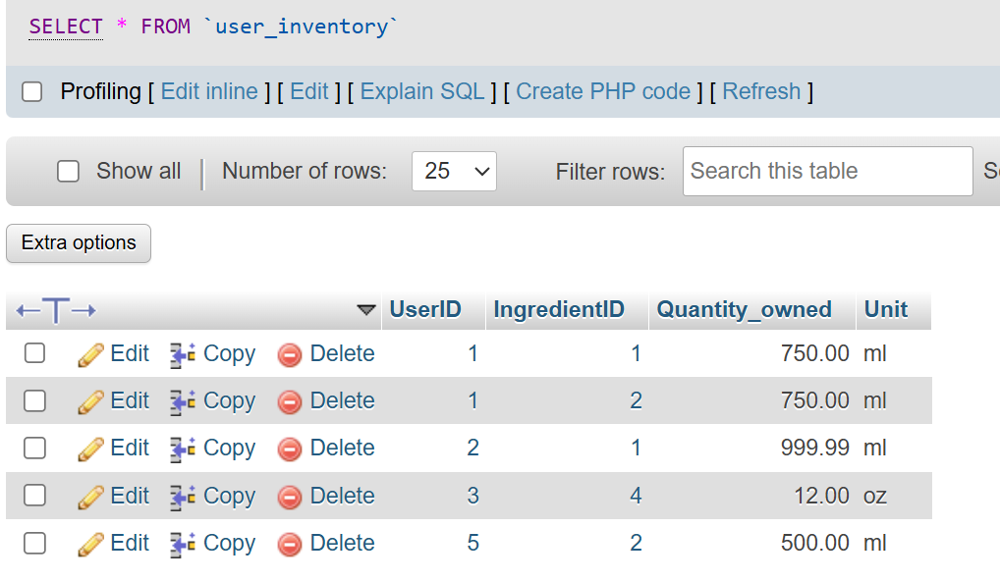 SELECT * FROM `user_inventory`
Profiling [ Edit inline ] [ Edit ] [ Explain SQL ] [ Create PHP code ] [ Refresh ]
Show all Number of rows: 25 Filter rows: Search this table
Extra options
UserID IngredientID Quantity_owned Unit
Edit Copy Delete 1 1 750.00 ml
Edit Copy Delete 1 2 750.00 ml
Edit Copy Delete 2 1 999.99 ml
Edit Copy Delete 3 4 12.00 oz
Edit Copy Delete 5 2 500.00 ml